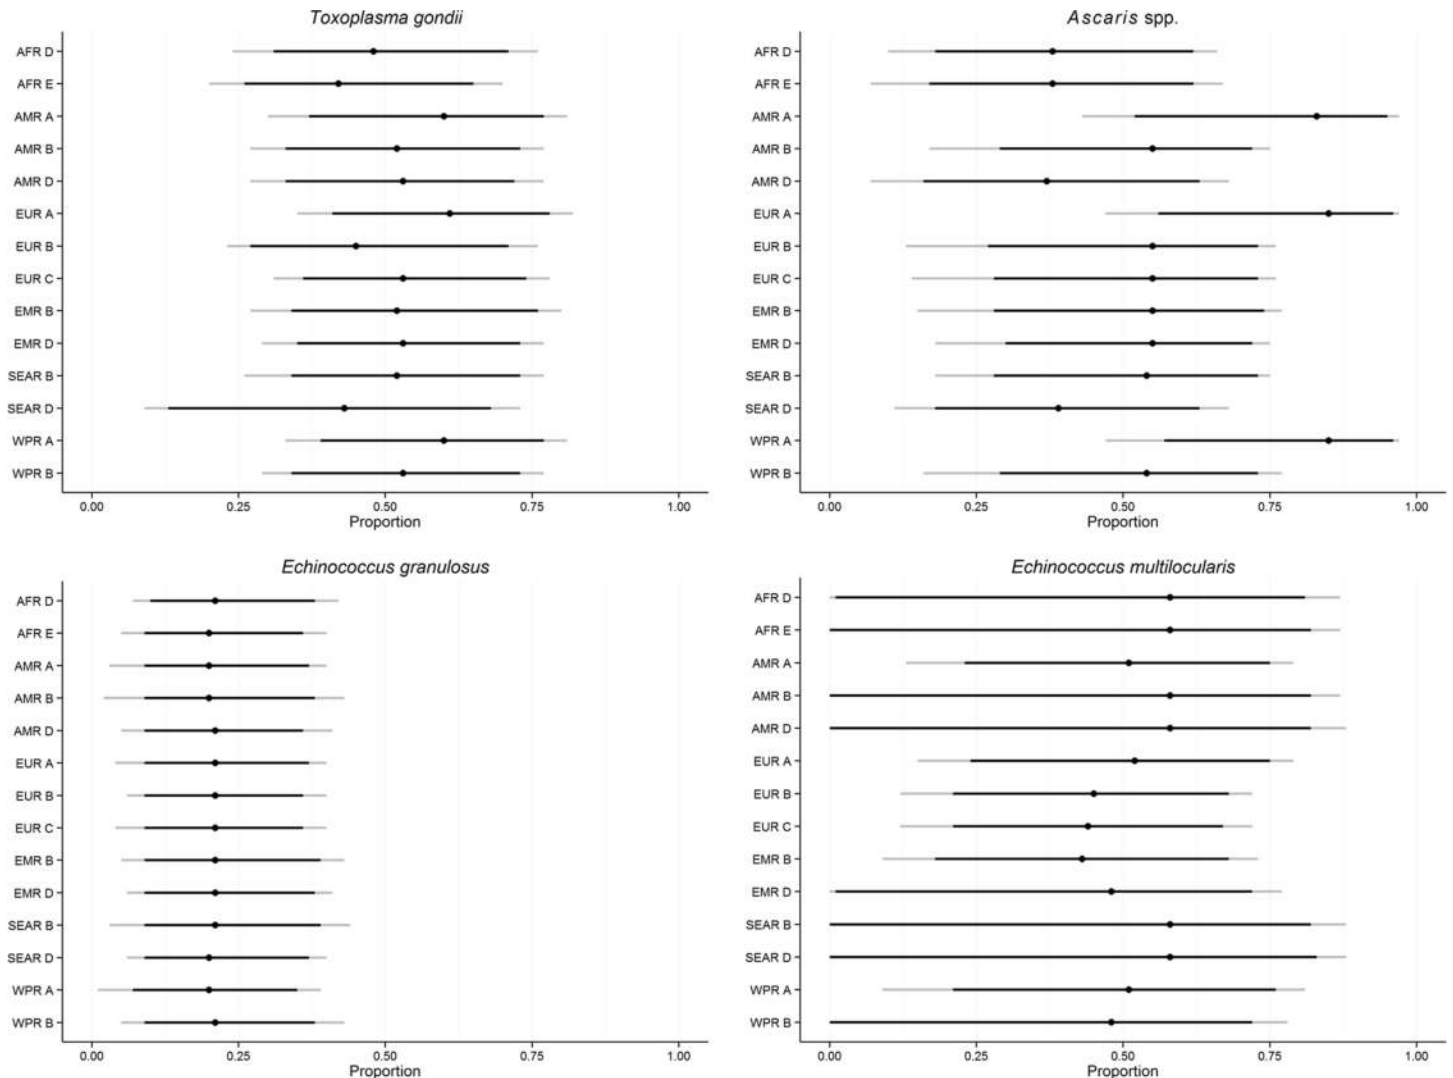 Toxoplasma gondii
AFR D
AFR E
AMR A
AMR B
AMR D
EUR A
EUR B
EUR C
EMR B
EMR D
SEAR B
SEAR D
WPR A
WPR B
0.00 0.25 0.50 0.75 1.00
Proportion
Ascaris spp.
AFR D
AFR E
AMR A
AMR B
AMR D
EUR A
EUR B
EUR C
EMR B
EMR D
SEAR B
SEAR D
WPR A
WPR B
0.00 0.25 0.50 0.75 1.00
Proportion
Echinococcus granulosus
AFR D
AFR E
AMR A
AMR B
AMR D
EUR A
EUR B
EUR C
EMR B
EMR D
SEAR B
SEAR D
WPR A
WPR B
0.00 0.25 0.50 0.75 1.00
Proportion
Echinococcus multilocularis
AFR D
AFR E
AMR A
AMR B
AMR D
EUR A
EUR B
EUR C
EMR B
EMR D
SEAR B
SEAR D
WPR A
WPR B
0.00 0.25 0.50 0.75 1.00
Proportion